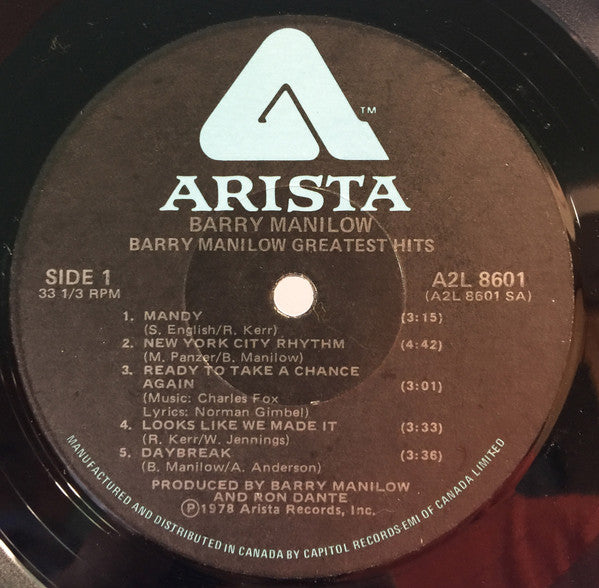 ™
ARISTA
BARRY MANILOW
BARRY MANILOW GREATEST HITS
SIDE 1
33 1/3 RPM
A2L 8601
(A2L 8601 SA)
1. MANDY (3:15)
(S. English/R. Kerr)
2. NEW YORK CITY RHYTHM (4:42)
(M. Panzer/B. Manilow)
3. READY TO TAKE A CHANCE
AGAIN (3:01)
(Music: Charles Fox
Lyrics: Norman Gimbel)
4. LOOKS LIKE WE MADE IT (3:33)
(R. Kerr/W. Jennings)
5. DAYBREAK (3:36)
(B. Manilow/A. Anderson)
PRODUCED BY BARRY MANILOW
AND RON DANTE
℗1978 Arista Records, Inc.
MANUFACTURED AND DISTRIBUTED IN CANADA BY CAPITOL RECORDS-EMI OF CANADA LIMITED